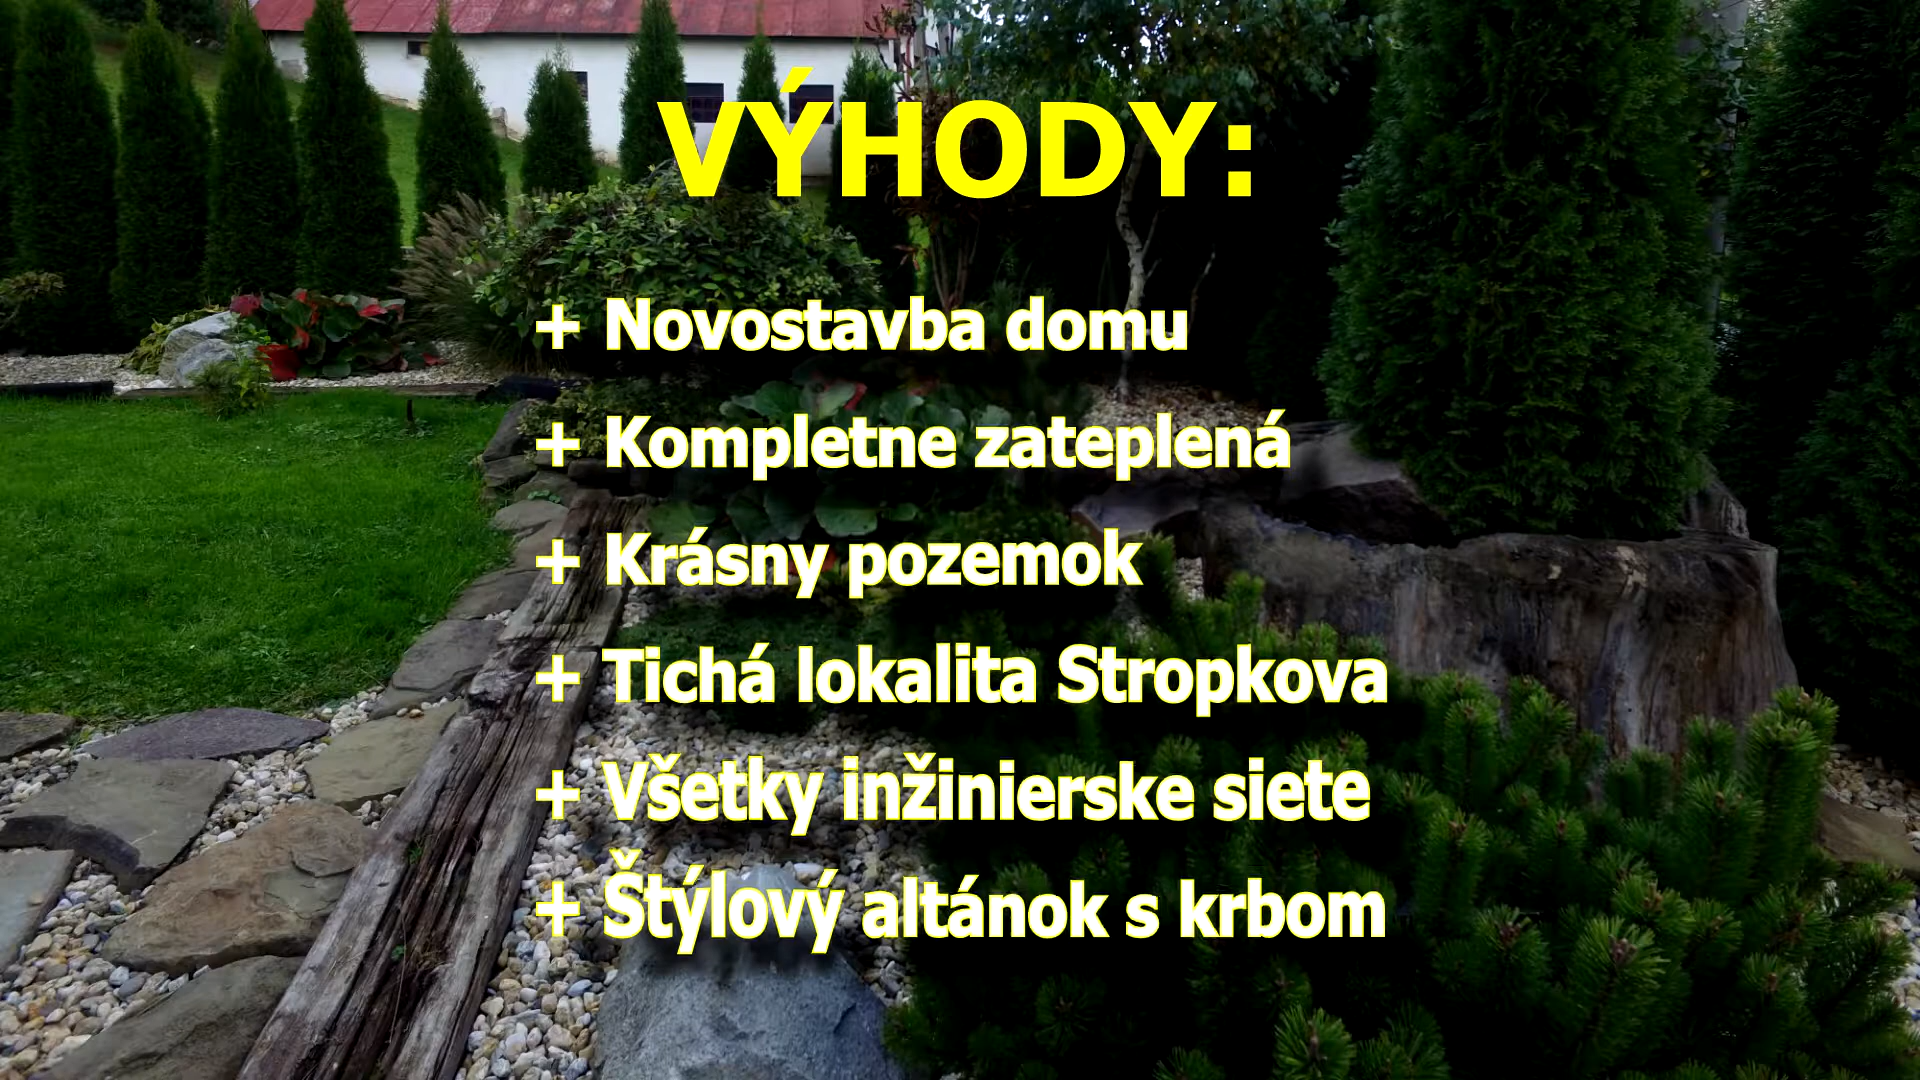 VÝHODY:
+ Novostavba domu
+ Kompletne zateplená
+ Krásny pozemok
+ Tichá lokalita Stropkova
+ Všetky inžinierske siete
+ Štýlový altánok s krbom